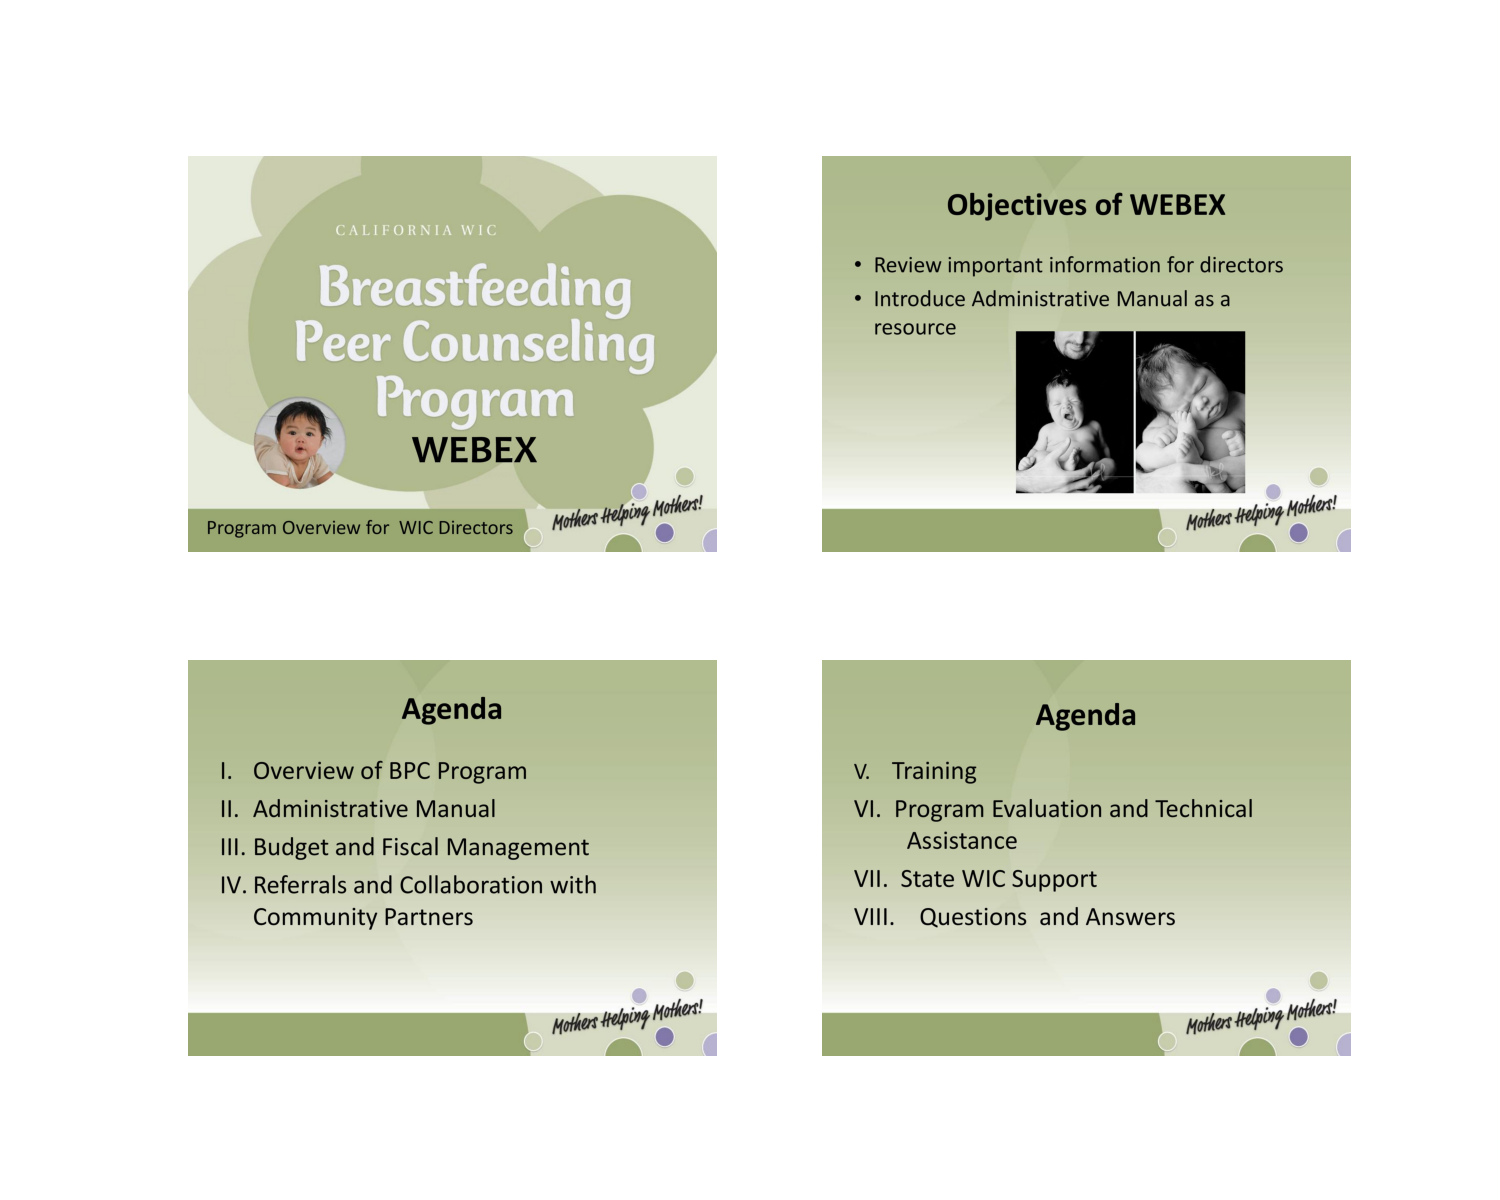 CALIFORNIA WIC
Breastfeeding
Peer Counseling
Program
WEBEX
Program Overview for WIC Directors
Mothers Helping Mothers!
Objectives of WEBEX
• Review important information for directors
• Introduce Administrative Manual as a
resource
Mothers Helping Mothers!
Agenda
I. Overview of BPC Program
II. Administrative Manual
III. Budget and Fiscal Management
IV. Referrals and Collaboration with
Community Partners
Mothers Helping Mothers!
Agenda
V. Training
VI. Program Evaluation and Technical
Assistance
VII. State WIC Support
VIII. Questions and Answers
Mothers Helping Mothers!